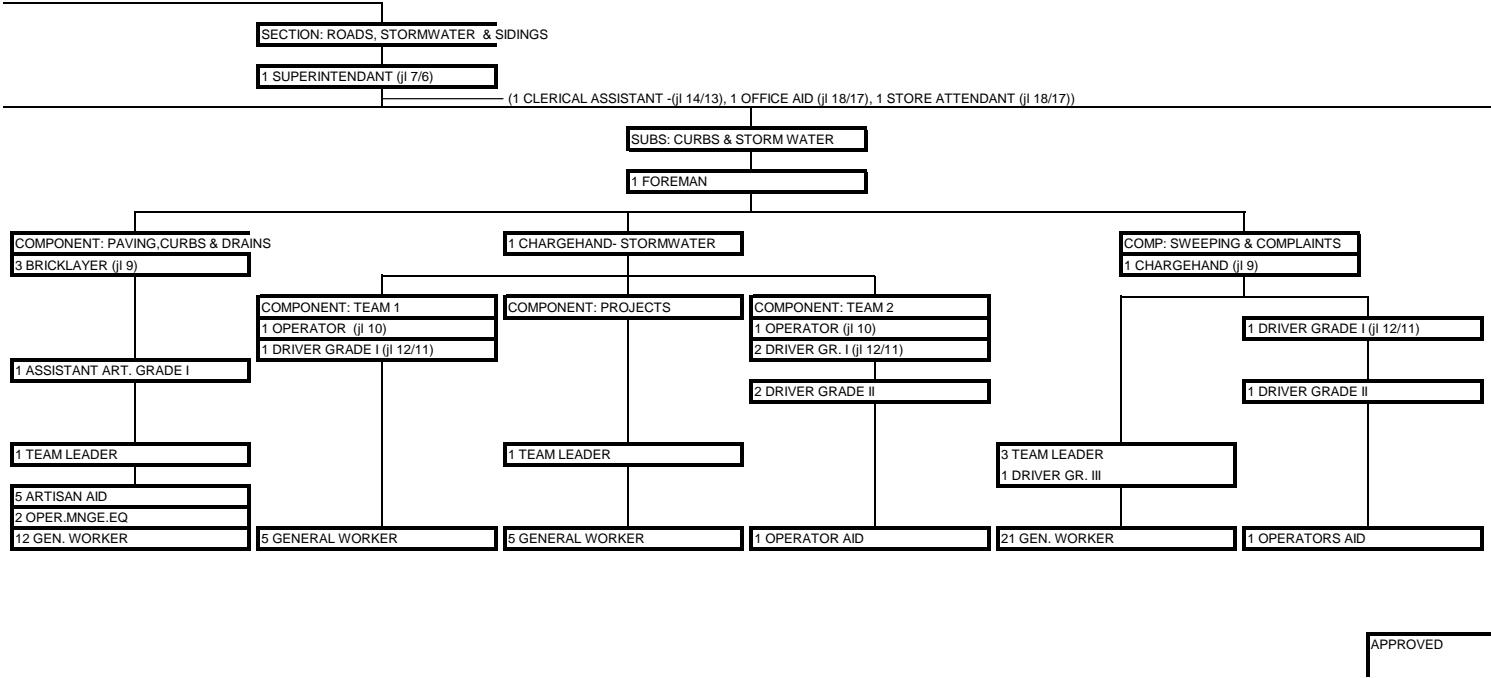 SECTION: ROADS, STORMWATER & SIDINGS
1 SUPERINTENDANT (jl 7/6)
(1 CLERICAL ASSISTANT -(jl 14/13), 1 OFFICE AID (jl 18/17), 1 STORE ATTENDANT (jl 18/17))
SUBS: CURBS & STORM WATER
1 FOREMAN
COMPONENT: PAVING,CURBS & DRAINS
3 BRICKLAYER (jl 9)
1 ASSISTANT ART. GRADE I
1 TEAM LEADER
5 ARTISAN AID
2 OPER.MNGE.EQ
12 GEN. WORKER
1 CHARGEHAND- STORMWATER
COMPONENT: TEAM 1
1 OPERATOR (jl 10)
1 DRIVER GRADE I (jl 12/11)
5 GENERAL WORKER
COMPONENT: PROJECTS
1 TEAM LEADER
5 GENERAL WORKER
COMPONENT: TEAM 2
1 OPERATOR (jl 10)
2 DRIVER GR. I (jl 12/11)
2 DRIVER GRADE II
1 OPERATOR AID
COMP: SWEEPING & COMPLAINTS
1 CHARGEHAND (jl 9)
3 TEAM LEADER
1 DRIVER GR. III
21 GEN. WORKER
1 DRIVER GRADE I (jl 12/11)
1 DRIVER GRADE II
1 OPERATORS AID
APPROVED